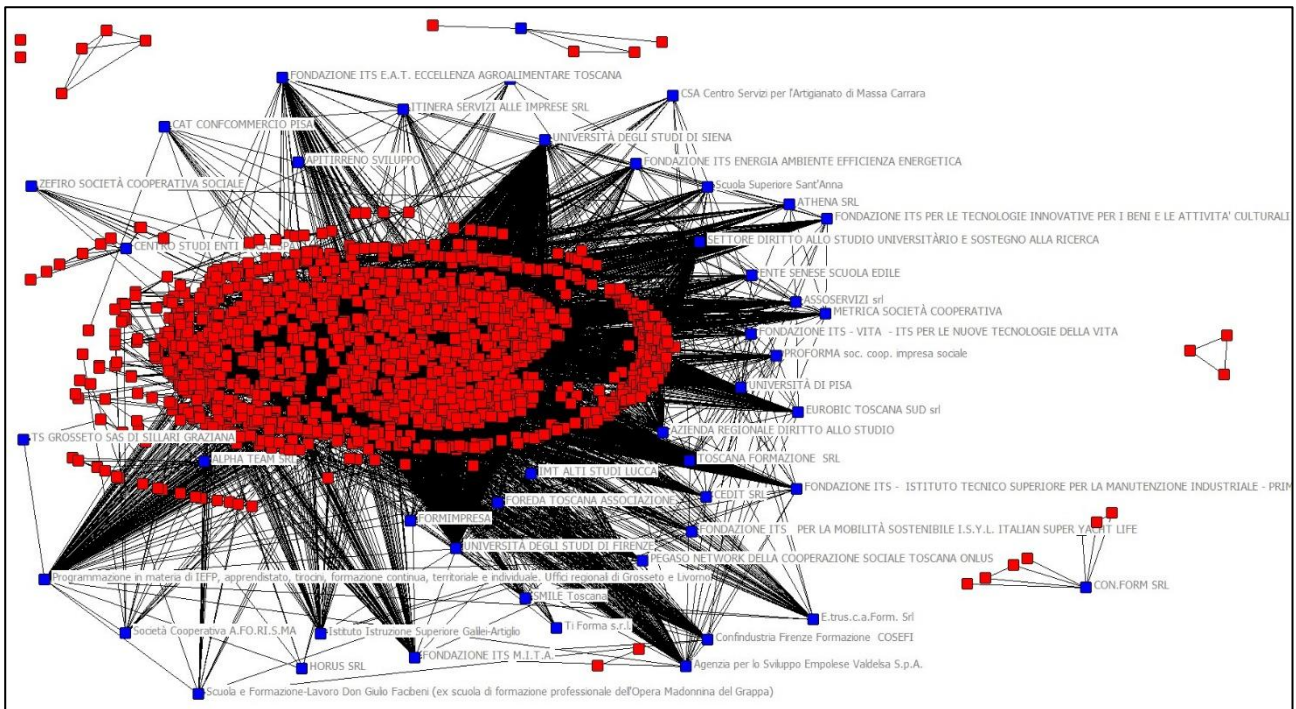 FONDAZIONE ITS E.A.T. ECCELLENZA AGROALIMENTARE TOSCANA
CSA Centro Servizi per l'Artigianato di Massa Carrara
ITINERA SERVIZI ALLE IMPRESE SRL
CAT CONFCOMMERCIO PISA
UNIVERSITÀ DEGLI STUDI DI SIENA
APITIRRENO SVILUPPO
FONDAZIONE ITS ENERGIA AMBIENTE EFFICIENZA ENERGETICA
ZEFIRO SOCIETÀ COOPERATIVA SOCIALE
Scuola Superiore Sant'Anna
ATHENA SRL
FONDAZIONE ITS PER LE TECNOLOGIE INNOVATIVE PER I BENI E LE ATTIVITA' CULTURALI
SETTORE DIRITTO ALLO STUDIO UNIVERSITÀRIO E SOSTEGNO ALLA RICERCA
CENTRO STUDI ENTI
ENTE SENESE SCUOLA EDILE
ASSOSERVIZI srl
METRICA SOCIETÀ COOPERATIVA
FONDAZIONE ITS - VITA - ITS PER LE NUOVE TECNOLOGIE DELLA VITA
PROFORMA soc. coop. impresa sociale
UNIVERSITÀ DI PISA
EUROBIC TOSCANA SUD srl
AZIENDA REGIONALE DIRITTO ALLO STUDIO
TS GROSSETO SAS DI SILLARI GRAZIANA
ALPHA TEAM SRL
TOSCANA FORMAZIONE SRL
IMT ALTI STUDI LUCCA
FONDAZIONE ITS - ISTITUTO TECNICO SUPERIORE PER LA MANUTENZIONE INDUSTRIALE - PRIM
CEDIT SRL
FOREDA TOSCANA ASSOCIAZIONE
FORMIMPRESA
FONDAZIONE ITS PER LA MOBILITÀ SOSTENIBILE I.S.Y.L. ITALIAN SUPER YACHT LIFE
UNIVERSITÀ DEGLI STUDI DI FIRENZE
PEGASO NETWORK DELLA COOPERAZIONE SOCIALE TOSCANA ONLUS
Programmazione in materia di IEFP, apprendistato, tirocini, formazione continua, territoriale e individuale. Uffici regionali di Grosseto e Livorno
CON.FORM SRL
SMILE Toscana
E.trus.c.a.Form. Srl
Ti Forma s.r.l.
Società Cooperativa A.FO.RI.S.MA
Istituto Istruzione Superiore Galilei-Artiglio
Confindustria Firenze Formazione COSEFI
FONDAZIONE ITS M.I.T.A.
HORUS SRL
Agenzia per lo Sviluppo Empolese Valdelsa S.p.A.
Scuola e Formazione-Lavoro Don Giulio Facibeni (ex scuola di formazione professionale dell'Opera Madonnina del Grappa)